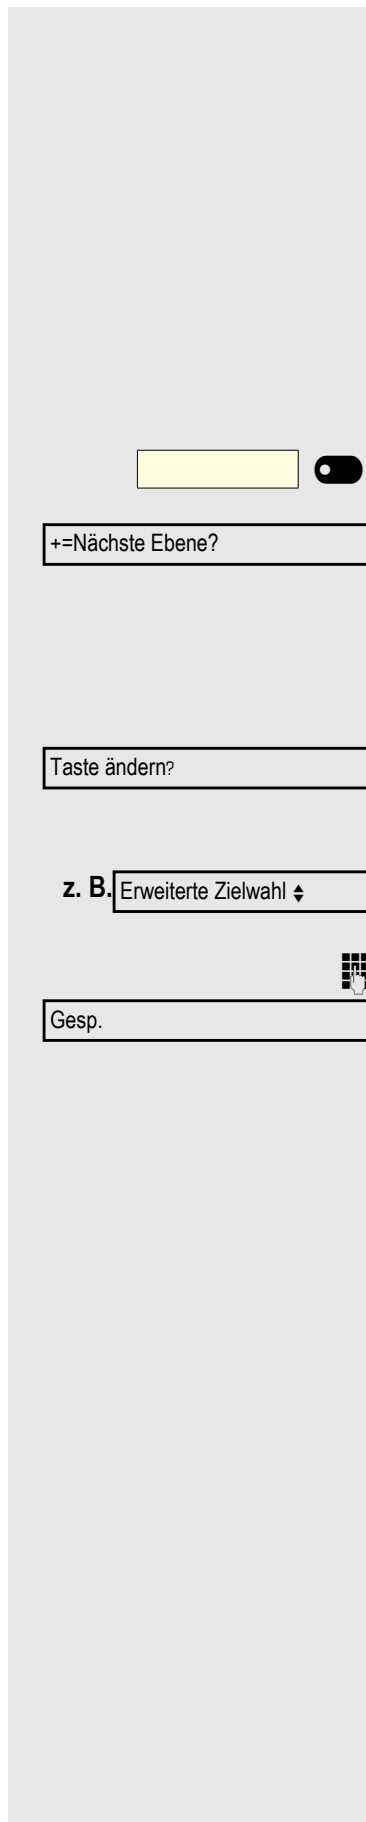 +=Nächste Ebene?
Taste ändern?
z. B. Erweiterte Zielwahl
Gesp.